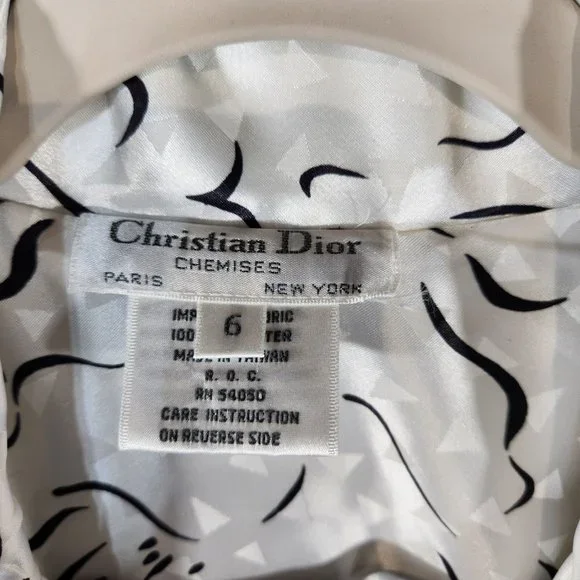 Christian Dior
CHEMISES
PARIS NEW YORK
6
MADE IN TAIWAN
R. O. C.
RN 54050
CARE INSTRUCTION
ON REVERSE SIDE